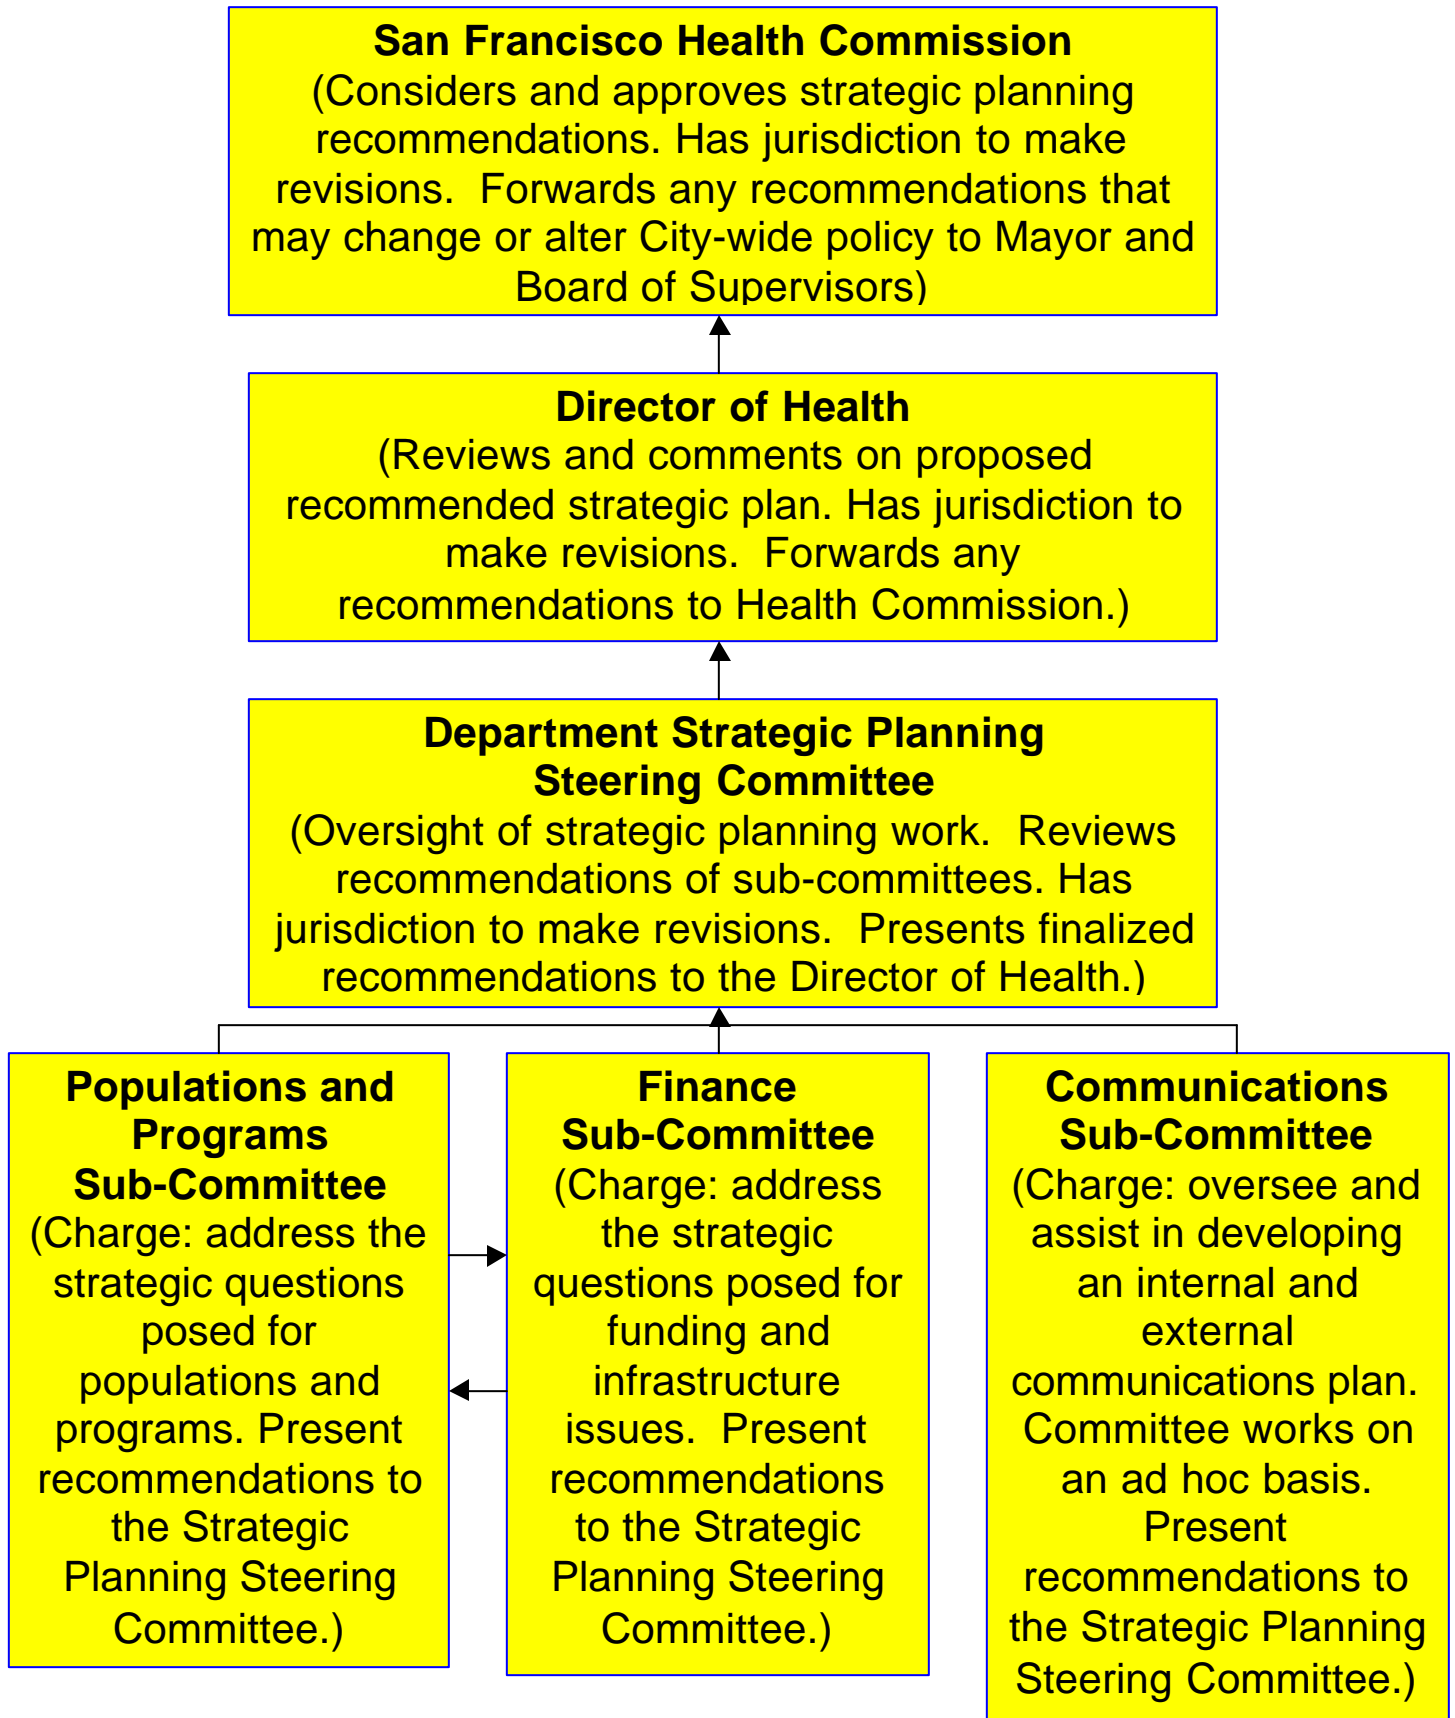 San Francisco Health Commission
(Considers and approves strategic planning
recommendations. Has jurisdiction to make
revisions.  Forwards any recommendations that
may change or alter City-wide policy to Mayor and
Board of Supervisors)
Director of Health
(Reviews and comments on proposed
recommended strategic plan. Has jurisdiction to
make revisions.  Forwards any
recommendations to Health Commission.)
Department Strategic Planning
Steering Committee
(Oversight of strategic planning work.  Reviews
recommendations of sub-committees. Has
jurisdiction to make revisions.  Presents finalized
recommendations to the Director of Health.)
Populations and
Programs
Sub-Committee
(Charge: address the
strategic questions
posed for
populations and
programs. Present
recommendations to
the Strategic
Planning Steering
Committee.)
Finance
Sub-Committee
(Charge: address
the strategic
questions posed for
funding and
infrastructure
issues.  Present
recommendations
to the Strategic
Planning Steering
Committee.)
Communications
Sub-Committee
(Charge: oversee and
assist in developing
an internal and
external
communications plan.
Committee works on
an ad hoc basis.
Present
recommendations to
the Strategic Planning
Steering Committee.)